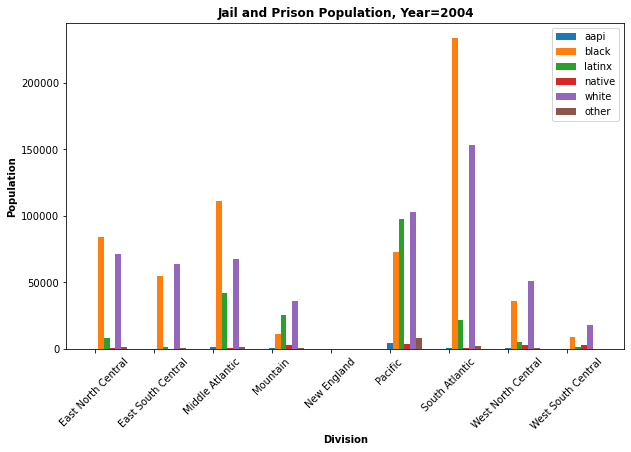 Jail and Prison Population, Year=2004
aapi
black
latinx
native
white
other
Population
200000
150000
100000
50000
0
East North Central
East South Central
Middle Atlantic
Mountain
New England
Pacific
South Atlantic
West North Central
West South Central
Division